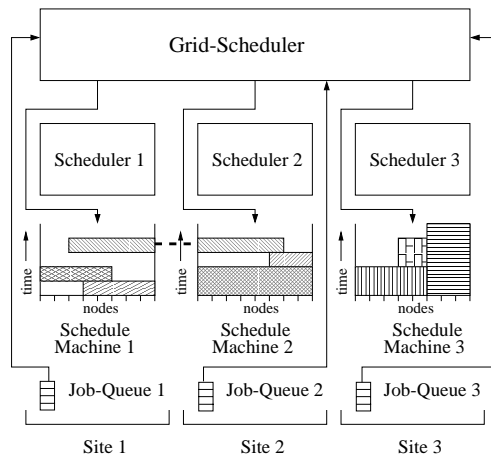 Grid-Scheduler
Scheduler 1
Scheduler 2
Scheduler 3
time
time
time
nodes
nodes
nodes
Schedule
Machine 1
Schedule
Machine 2
Schedule
Machine 3
Job-Queue 1
Job-Queue 2
Job-Queue 3
Site 1
Site 2
Site 3